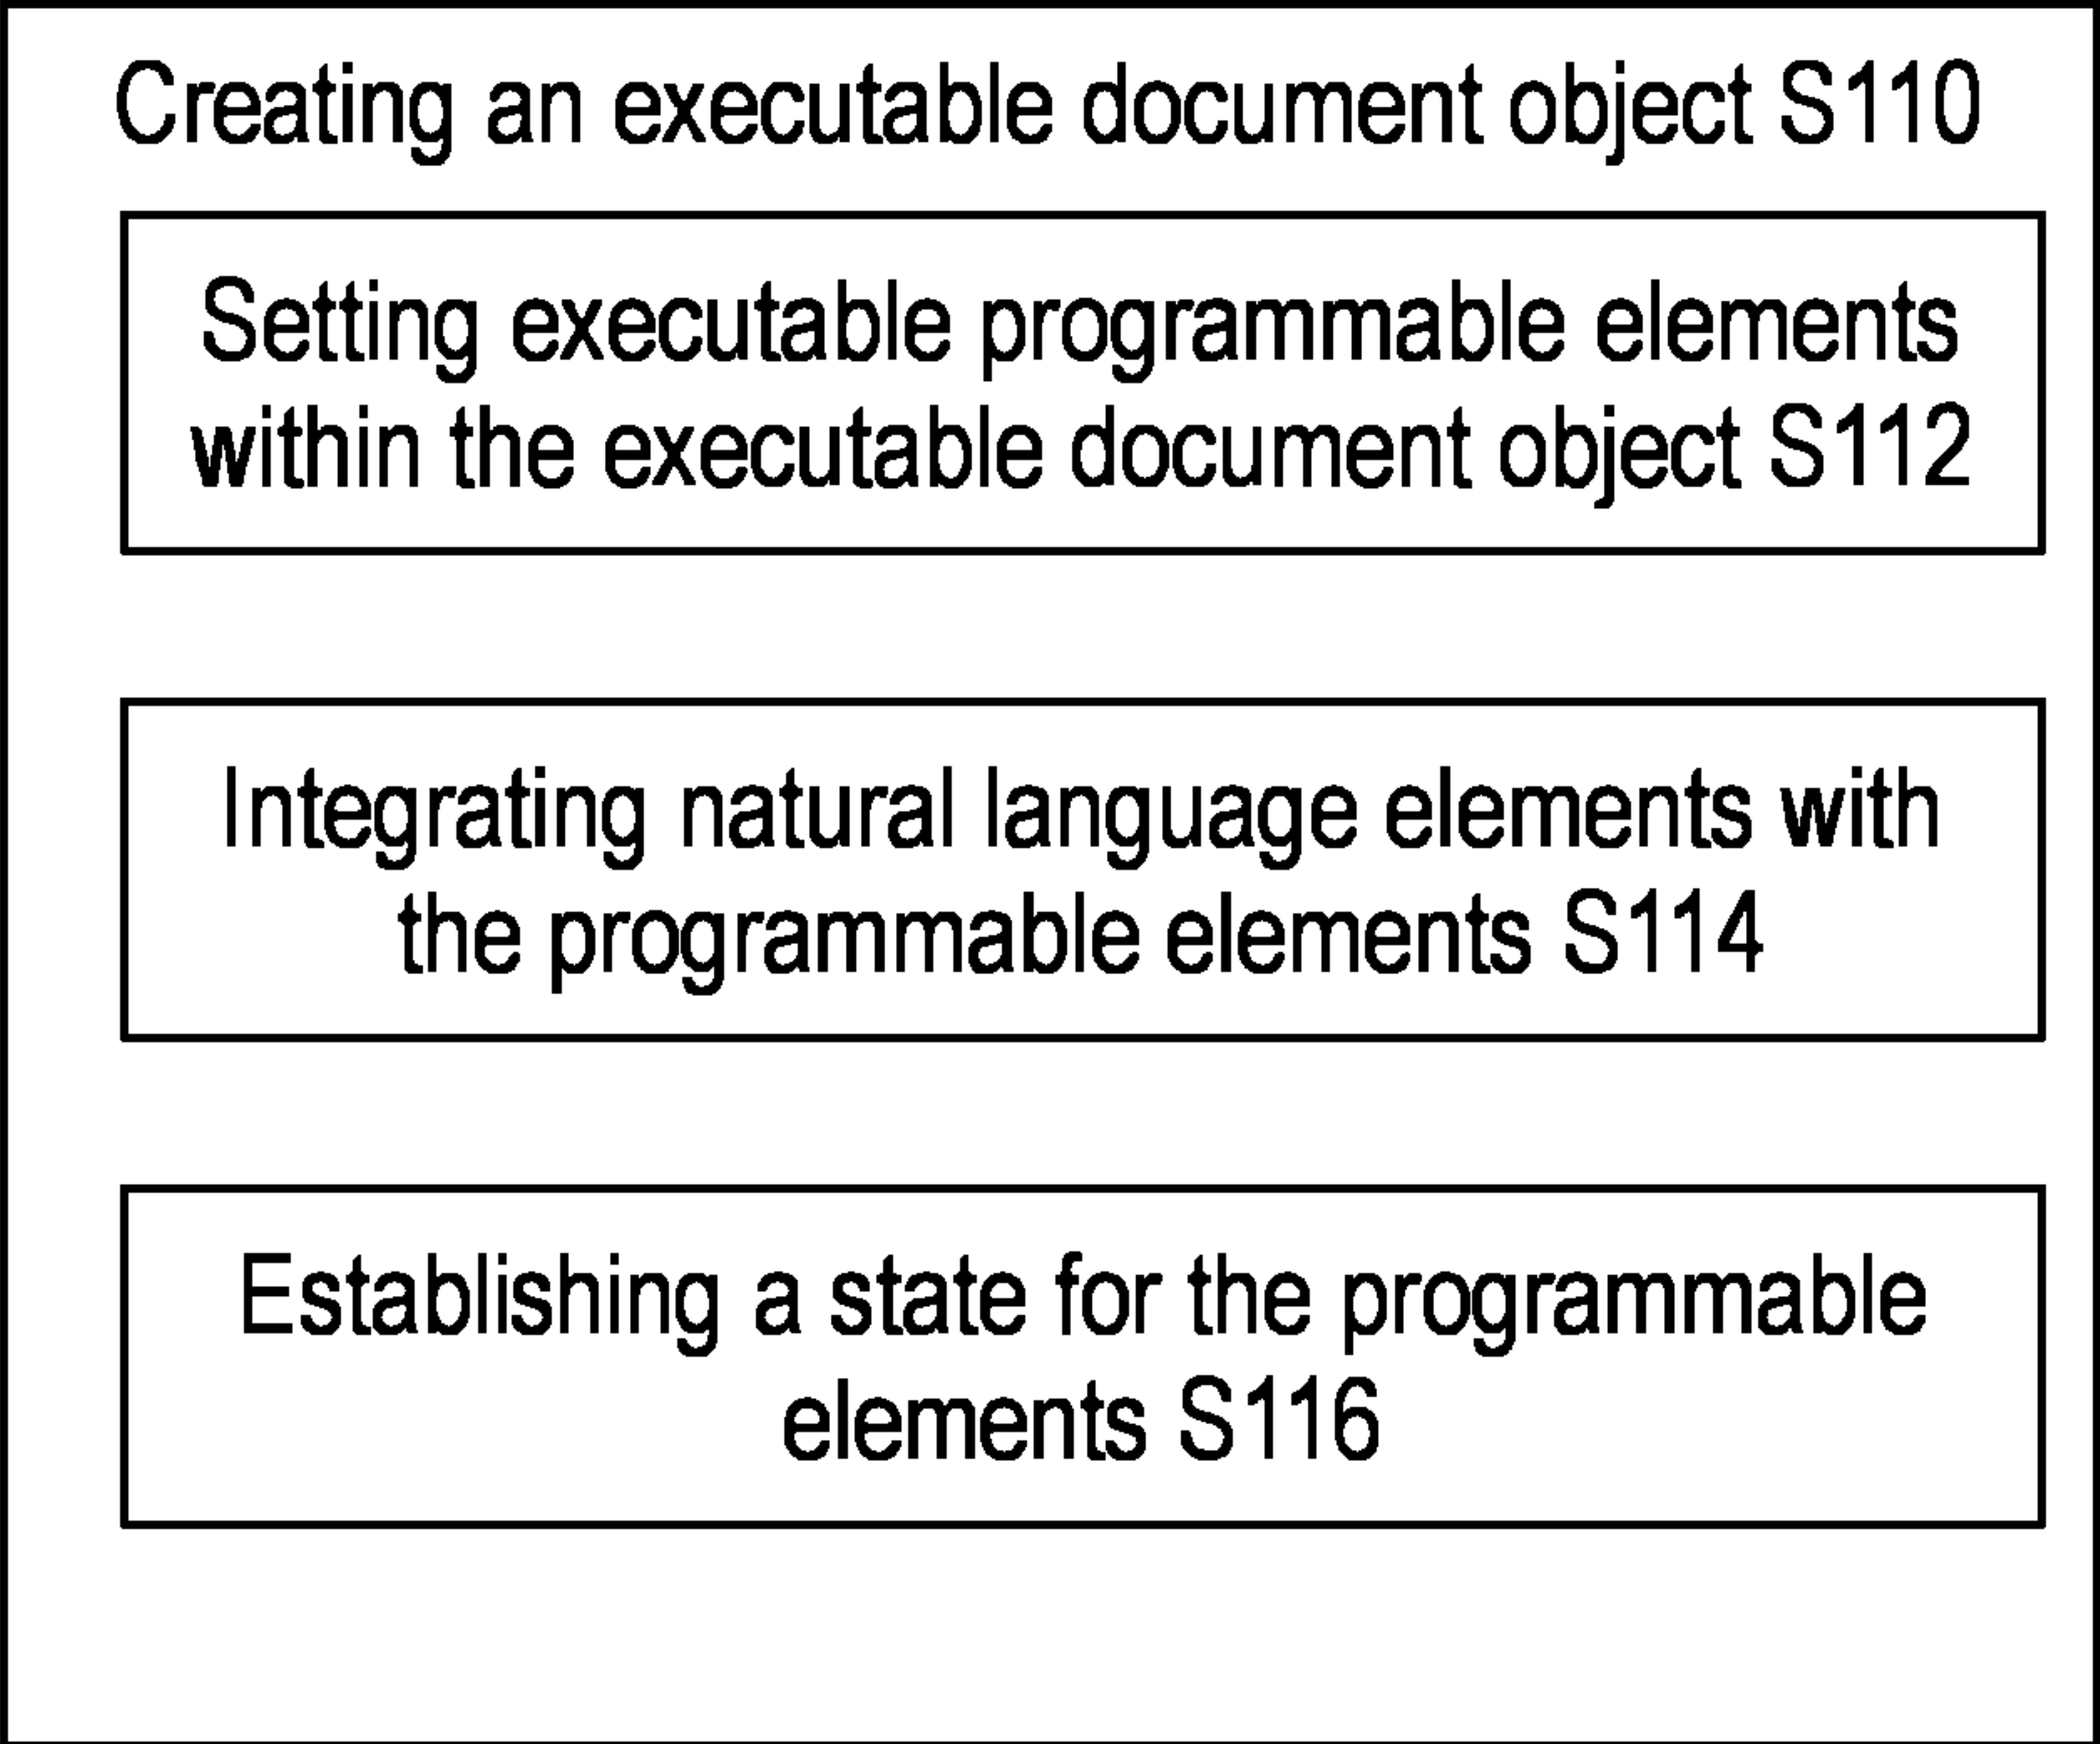 Creating an executable document object S110
Setting executable programmable elements
within the executable document object S112
Integrating natural language elements with
the programmable elements S114
Establishing a state for the programmable
elements S116